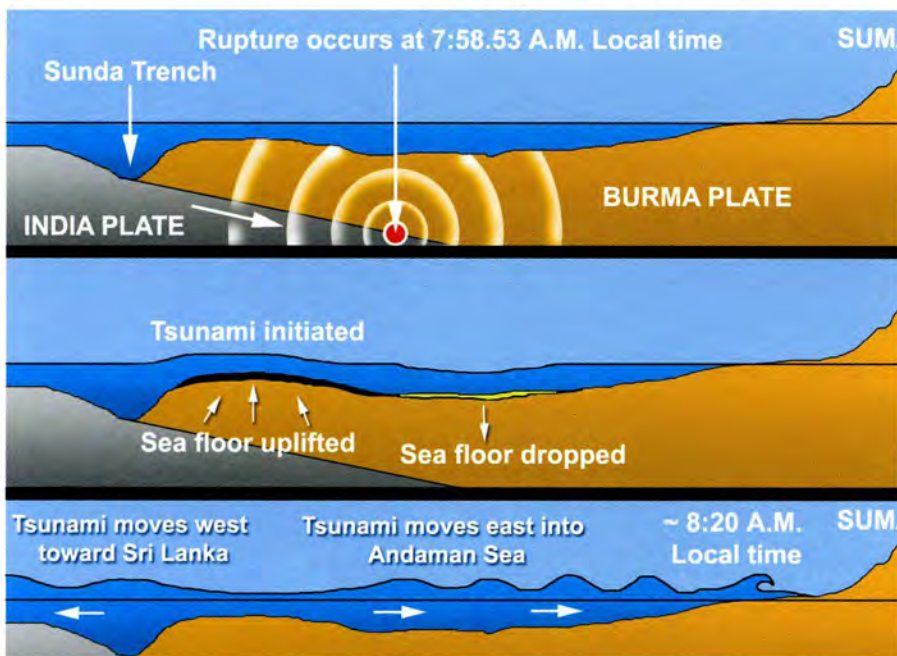 Rupture occurs at 7:58.53 A.M. Local time
SUMA
Sunda Trench
INDIA PLATE
BURMA PLATE
Tsunami initiated
Sea floor uplifted
Sea floor dropped
Tsunami moves west
toward Sri Lanka
Tsunami moves east into
Andaman Sea
~ 8:20 A.M.
Local time
SUMA